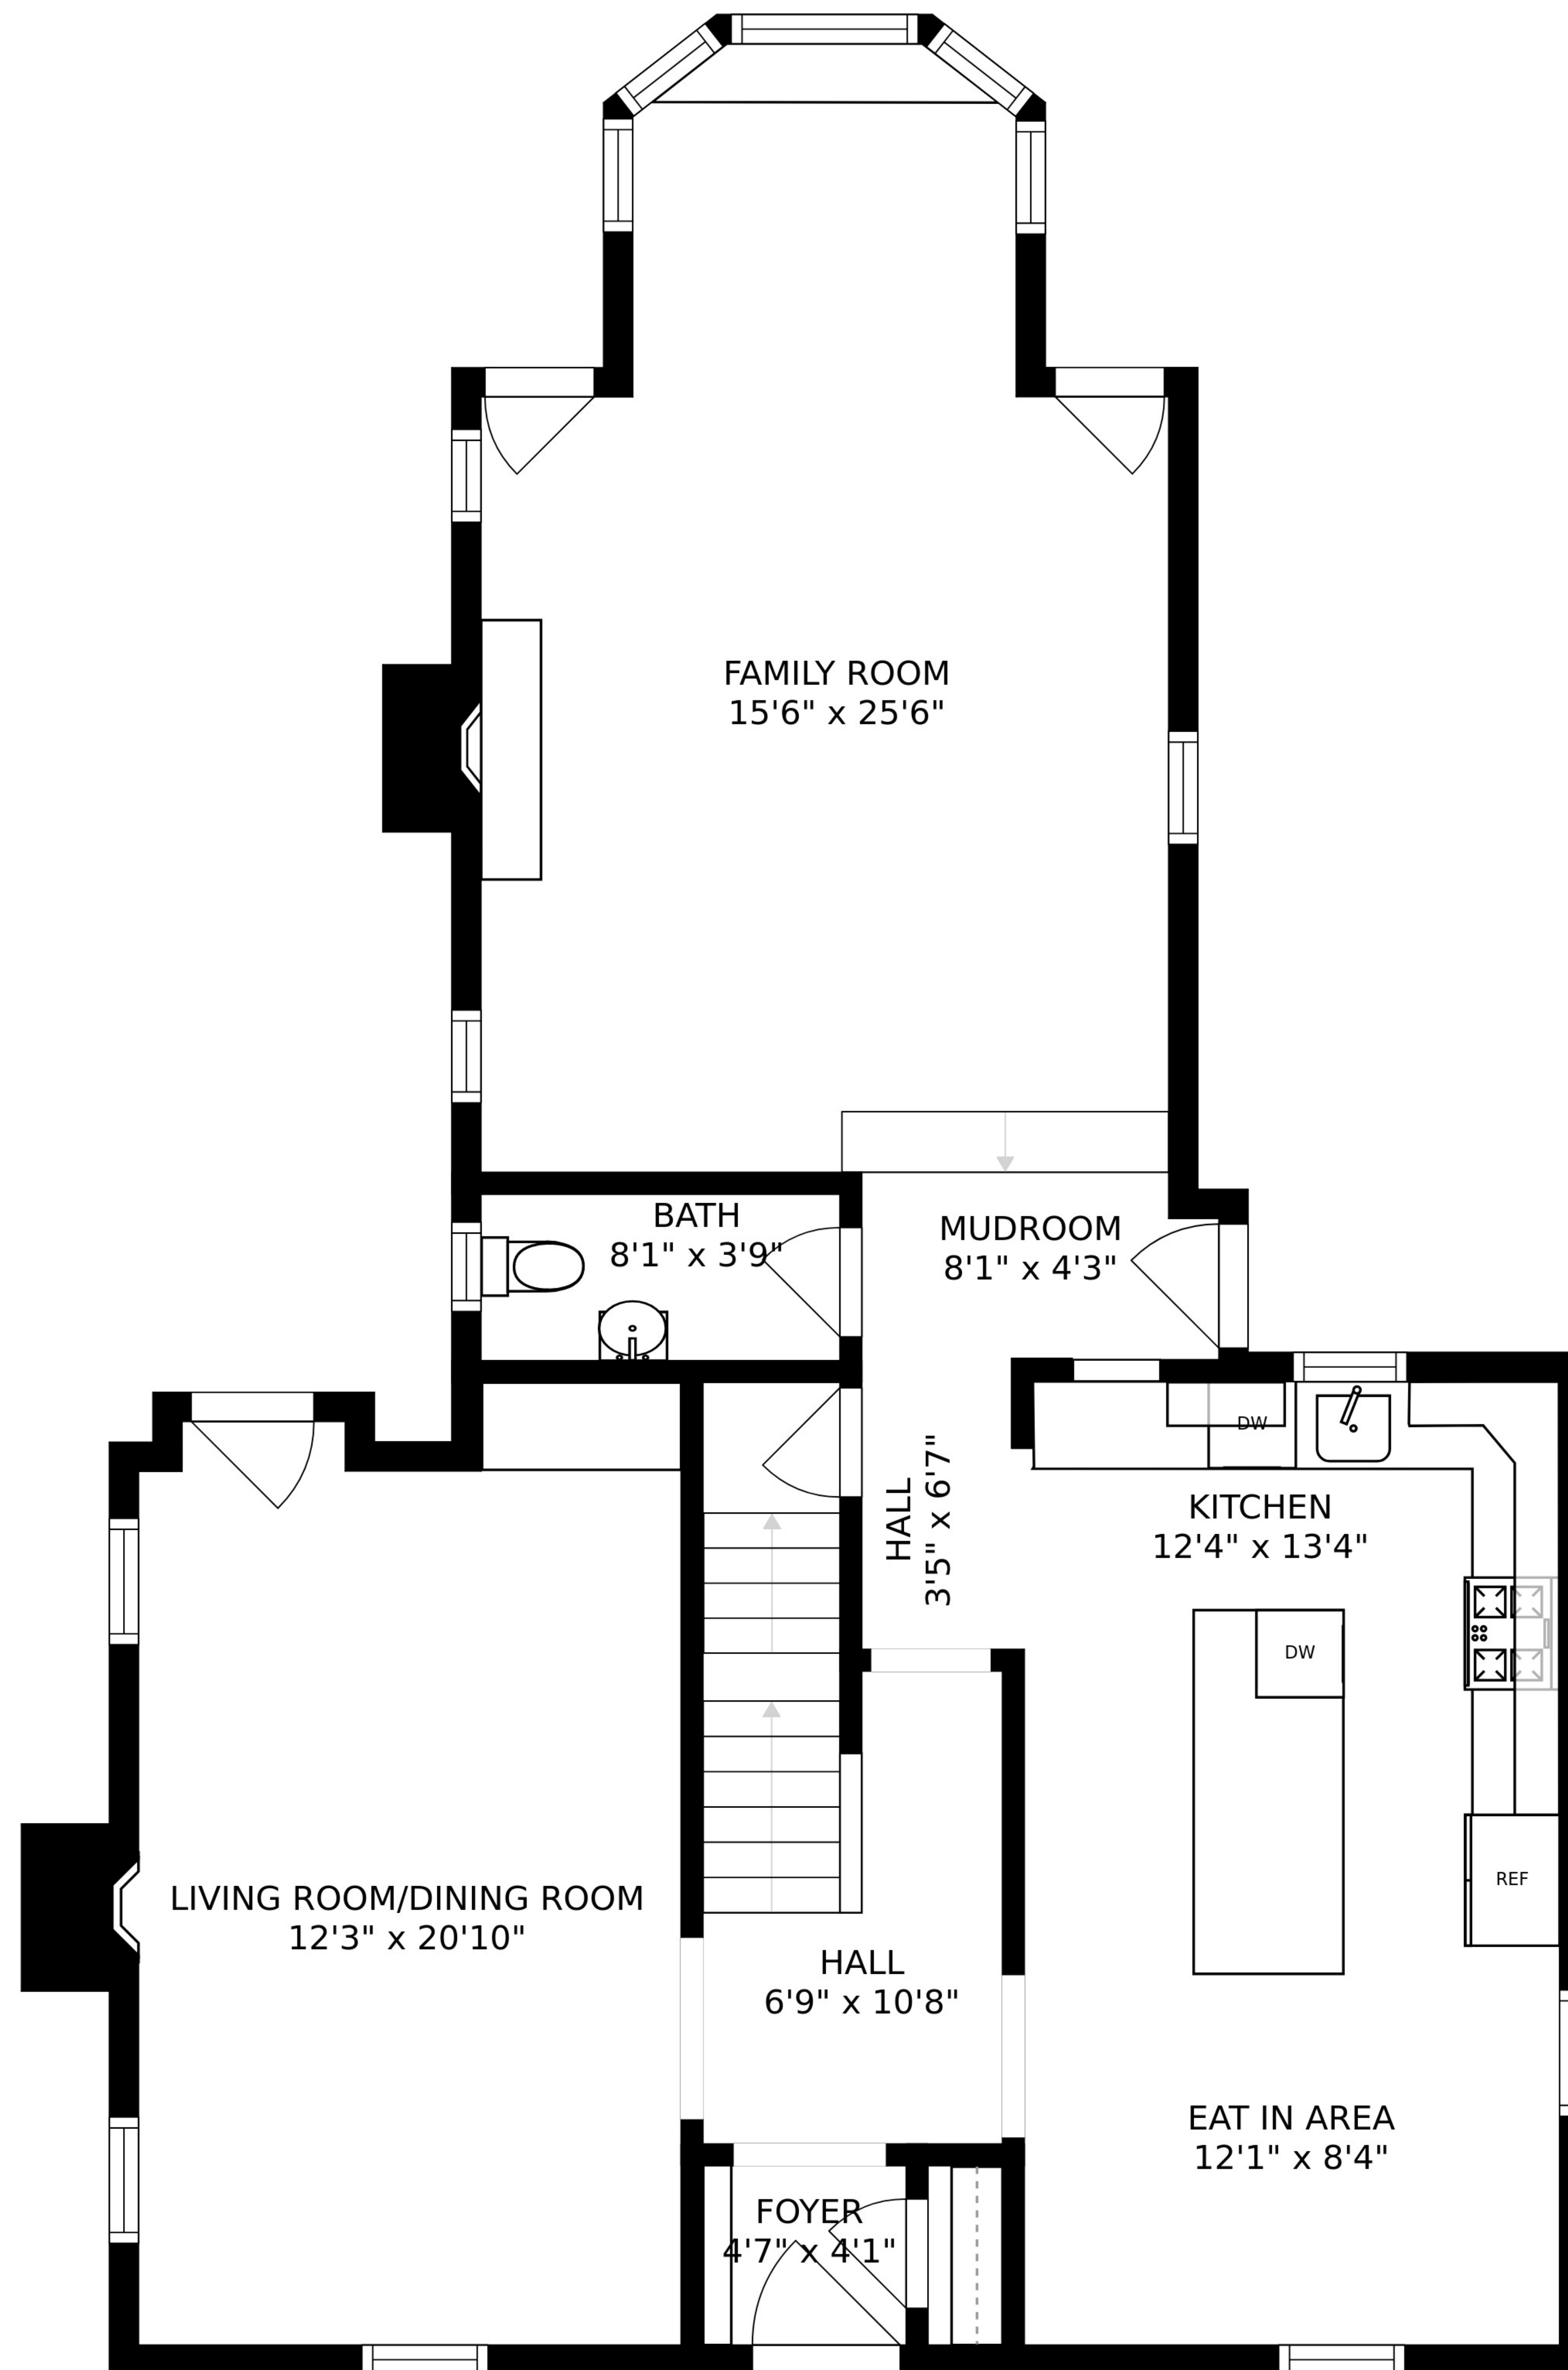 FAMILY ROOM
15'6" x 25'6"
BATH
8'1" x 3'9"
MUDROOM
8'1" x 4'3"
DW
HALL
3'5" x 6'7"
KITCHEN
12'4" x 13'4"
DW
REF
LIVING ROOM/DINING ROOM
12'3" x 20'10"
HALL
6'9" x 10'8"
EAT IN AREA
12'1" x 8'4"
FOYER
4'7" x 4'1"